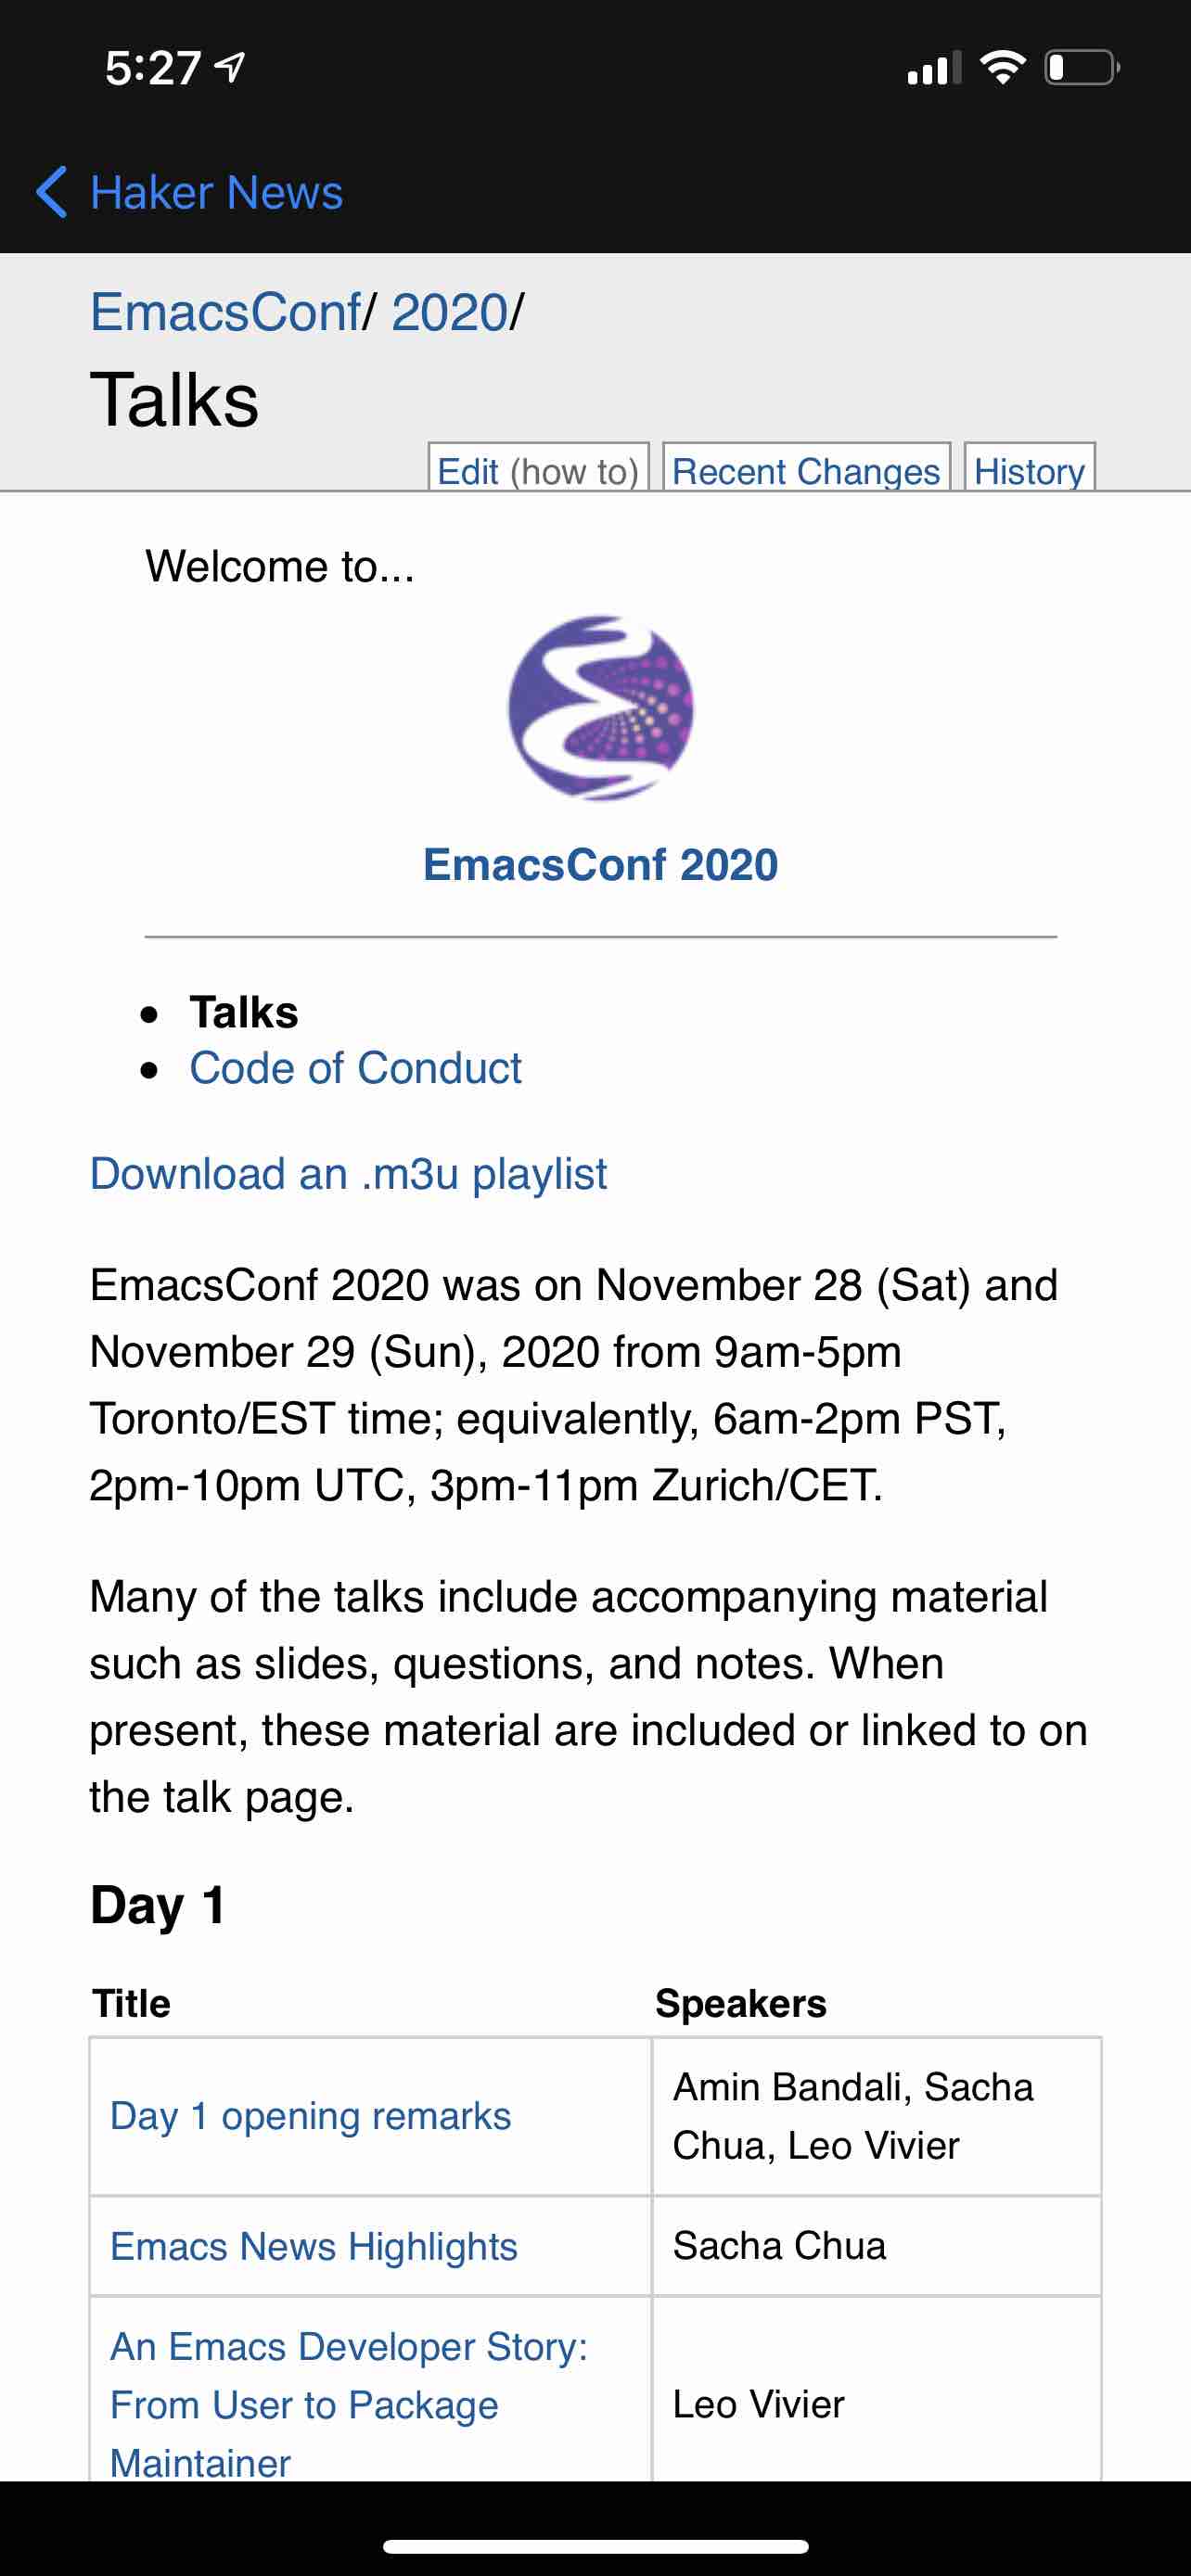 5:27
Haker News
EmacsConf/ 2020/
Talks
Edit (how to) Recent Changes History
Welcome to...
EmacsConf 2020
• Talks
• Code of Conduct
Download an .m3u playlist
EmacsConf 2020 was on November 28 (Sat) and
November 29 (Sun), 2020 from 9am-5pm
Toronto/EST time; equivalently, 6am-2pm PST,
2pm-10pm UTC, 3pm-11pm Zurich/CET.
Many of the talks include accompanying material
such as slides, questions, and notes. When
present, these material are included or linked to on
the talk page.
Day 1
Title Speakers
Day 1 opening remarks
Amin Bandali, Sacha
Chua, Leo Vivier
Emacs News Highlights
Sacha Chua
An Emacs Developer Story:
From User to Package
Maintainer
Leo Vivier